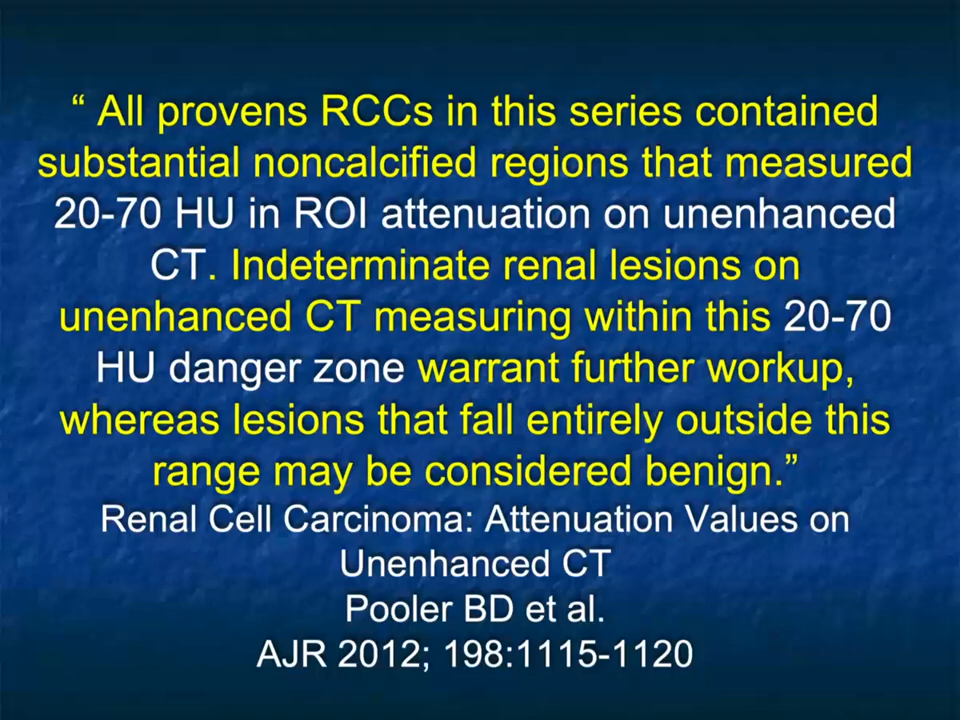 “ All provens RCCs in this series contained
substantial noncalcified regions that measured
20-70 HU in ROI attenuation on unenhanced
CT. Indeterminate renal lesions on
unenhanced CT measuring within this 20-70
HU danger zone warrant further workup,
whereas lesions that fall entirely outside this
range may be considered benign.”
Renal Cell Carcinoma: Attenuation Values on
Unenhanced CT
Pooler BD et al.
AJR 2012; 198:1115-1120